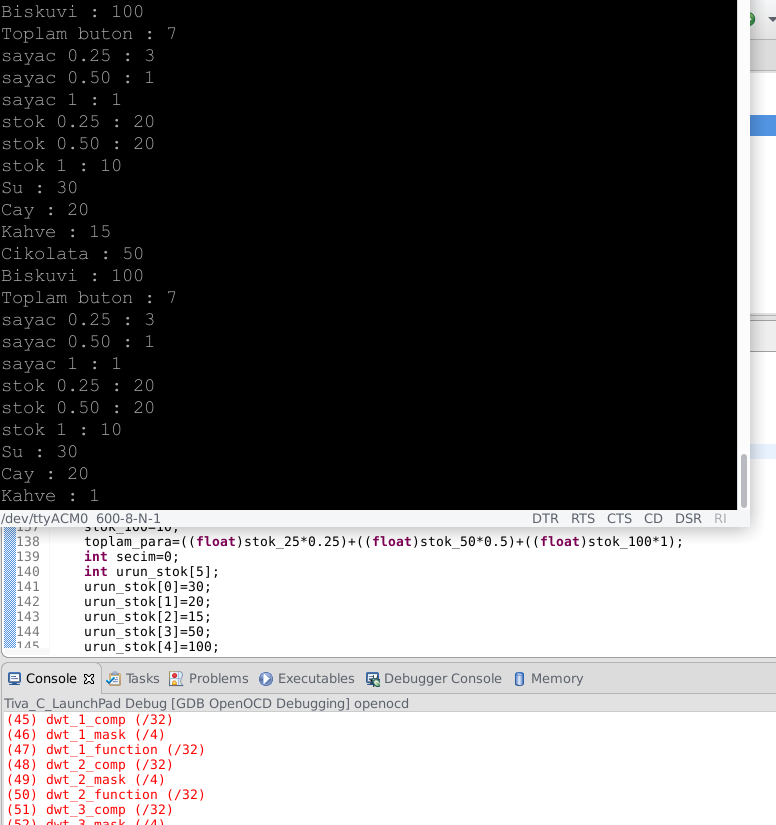 Biskuvi : 100
Toplam buton : 7
sayac 0.25 : 3
sayac 0.50 : 1
sayac 1 : 1
stok 0.25 : 20
stok 0.50 : 20
stok 1 : 10
Su : 30
Cay : 20
Kahve : 15
Cikolata : 50
Biskuvi : 100
Toplam buton : 7
sayac 0.25 : 3
sayac 0.50 : 1
sayac 1 : 1
stok 0.25 : 20
stok 0.50 : 20
stok 1 : 10
Su : 30
Cay : 20
Kahve : 1
/dev/ttyACM0 600-8-N-1 DTR RTS CTS CD DSR RI
137 stok_100=10;
138 toplam_para=((float)stok_25*0.25)+((float)stok_50*0.5)+((float)stok_100*1);
139 int secim=0;
140 int urun_stok[5];
141 urun_stok[0]=30;
142 urun_stok[1]=20;
143 urun_stok[2]=15;
144 urun_stok[3]=50;
145 urun_stok[4]=100;
Console Tasks Problems Executables Debugger Console Memory
Tiva_C_LaunchPad Debug [GDB OpenOCD Debugging] openocd
(45) dwt_1_comp (/32)
(46) dwt_1_mask (/4)
(47) dwt_1_function (/32)
(48) dwt_2_comp (/32)
(49) dwt_2_mask (/4)
(50) dwt_2_function (/32)
(51) dwt_3_comp (/32)
(52) dwt_3_mask (/4)